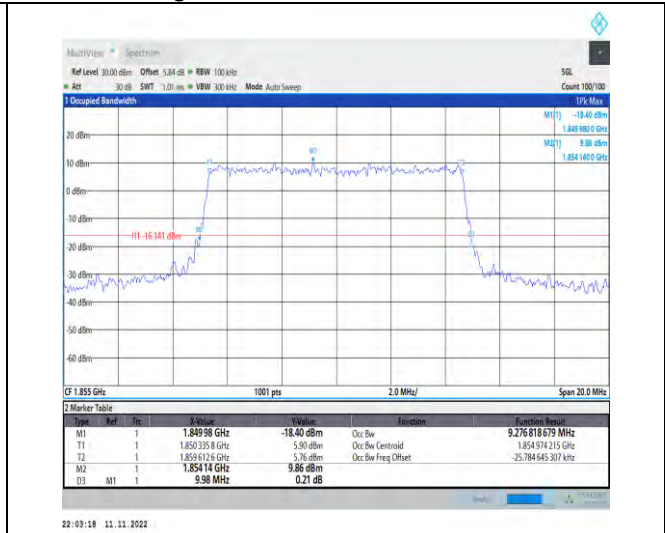 MultiView Spectrum
Ref Level 30.00 dBm Offset 5.84 dB RBW 100 kHz SGL
Att 30 dB SWT 1.01 ms VBW 300 kHz Mode Auto Sweep Count 100/100
1 Occupied Bandwidth 1Pk Max
M1[1] -18.40 dBm
1.849 980 0 GHz
M2[1] 9.86 dBm
1.854 140 0 GHz
20 dBm
M2
T1
10 dBm
0 dBm
-10 dBm
M1
H1 -16.141 dBm
D3
-20 dBm
-30 dBm
-40 dBm
-50 dBm
-60 dBm
CF 1.855 GHz 1001 pts 2.0 MHz/ Span 20.0 MHz
2 Marker Table
Type Ref Trc X-Value Y-Value Function Function Result
M1 1 1.849 98 GHz -18.40 dBm Occ Bw 9.276 818 679 MHz
T1 1 1.850 335 8 GHz 5.90 dBm Occ Bw Centroid 1.854 974 215 GHz
T2 1 1.859 612 6 GHz 5.76 dBm Occ Bw Freq Offset -25.784 645 307 kHz
M2 1 1.854 14 GHz 9.86 dBm
D3 M1 1 9.98 MHz 0.21 dB
22:03:18 11.11.2022